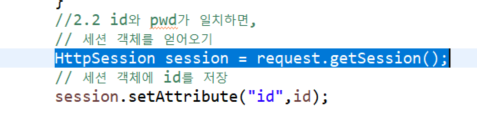 }
//2.2 id와 pwd가 일치하면,
// 세션 객체를 얻어오기
HttpSession session = request.getSession();
// 세션 객체에 id를 저장
session.setAttribute("id",id);